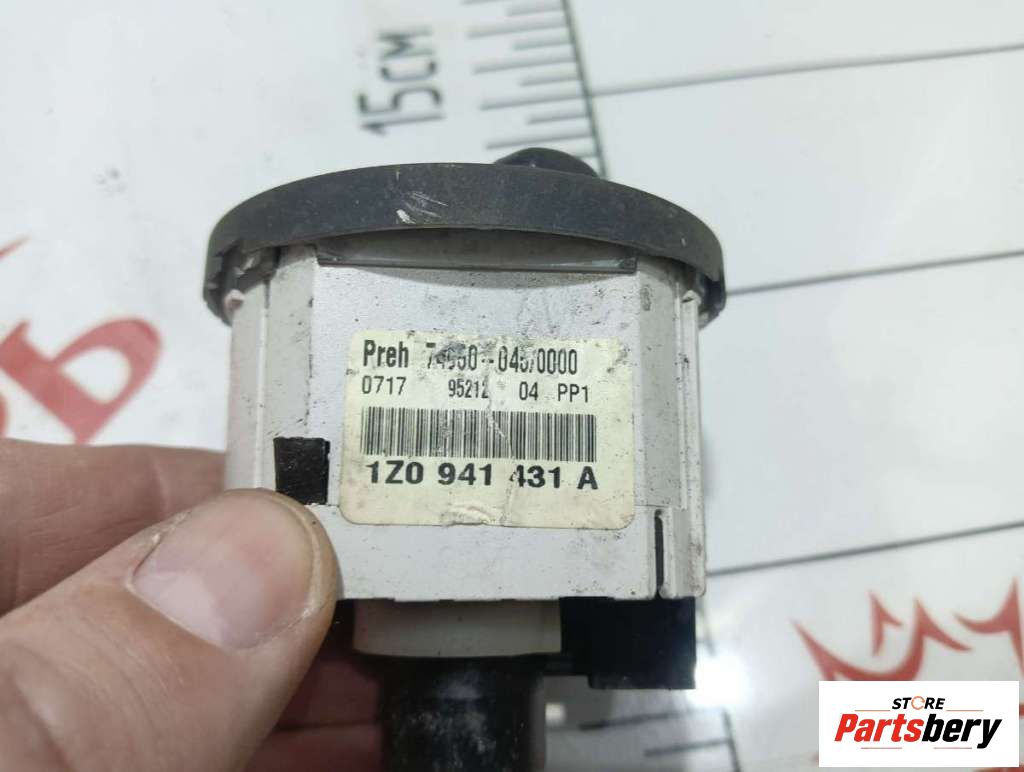 15CM
Preh
0717 95212 04 PP1
1Z0 941 431 A
STORE
Partsbery